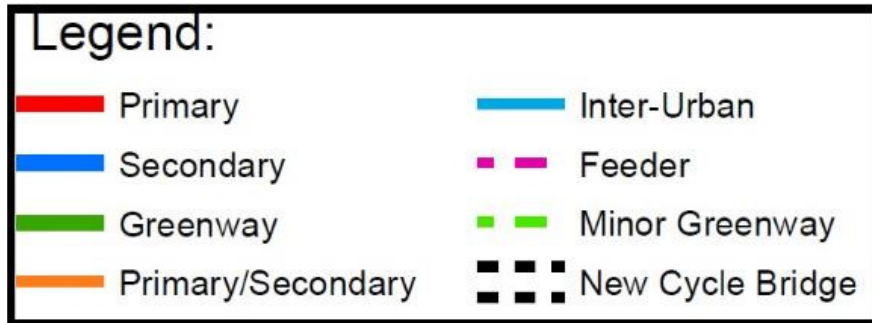 Legend:
Primary
Secondary
Greenway
Primary/Secondary
Inter-Urban
Feeder
Minor Greenway
New Cycle Bridge